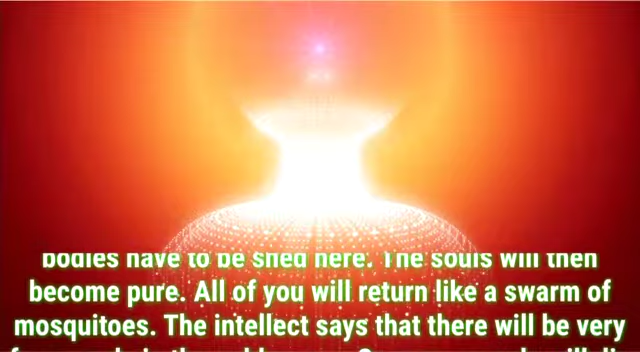 bodies have to be shed here. The souls will then
become pure. All of you will return like a swarm of
mosquitoes. The intellect says that there will be very